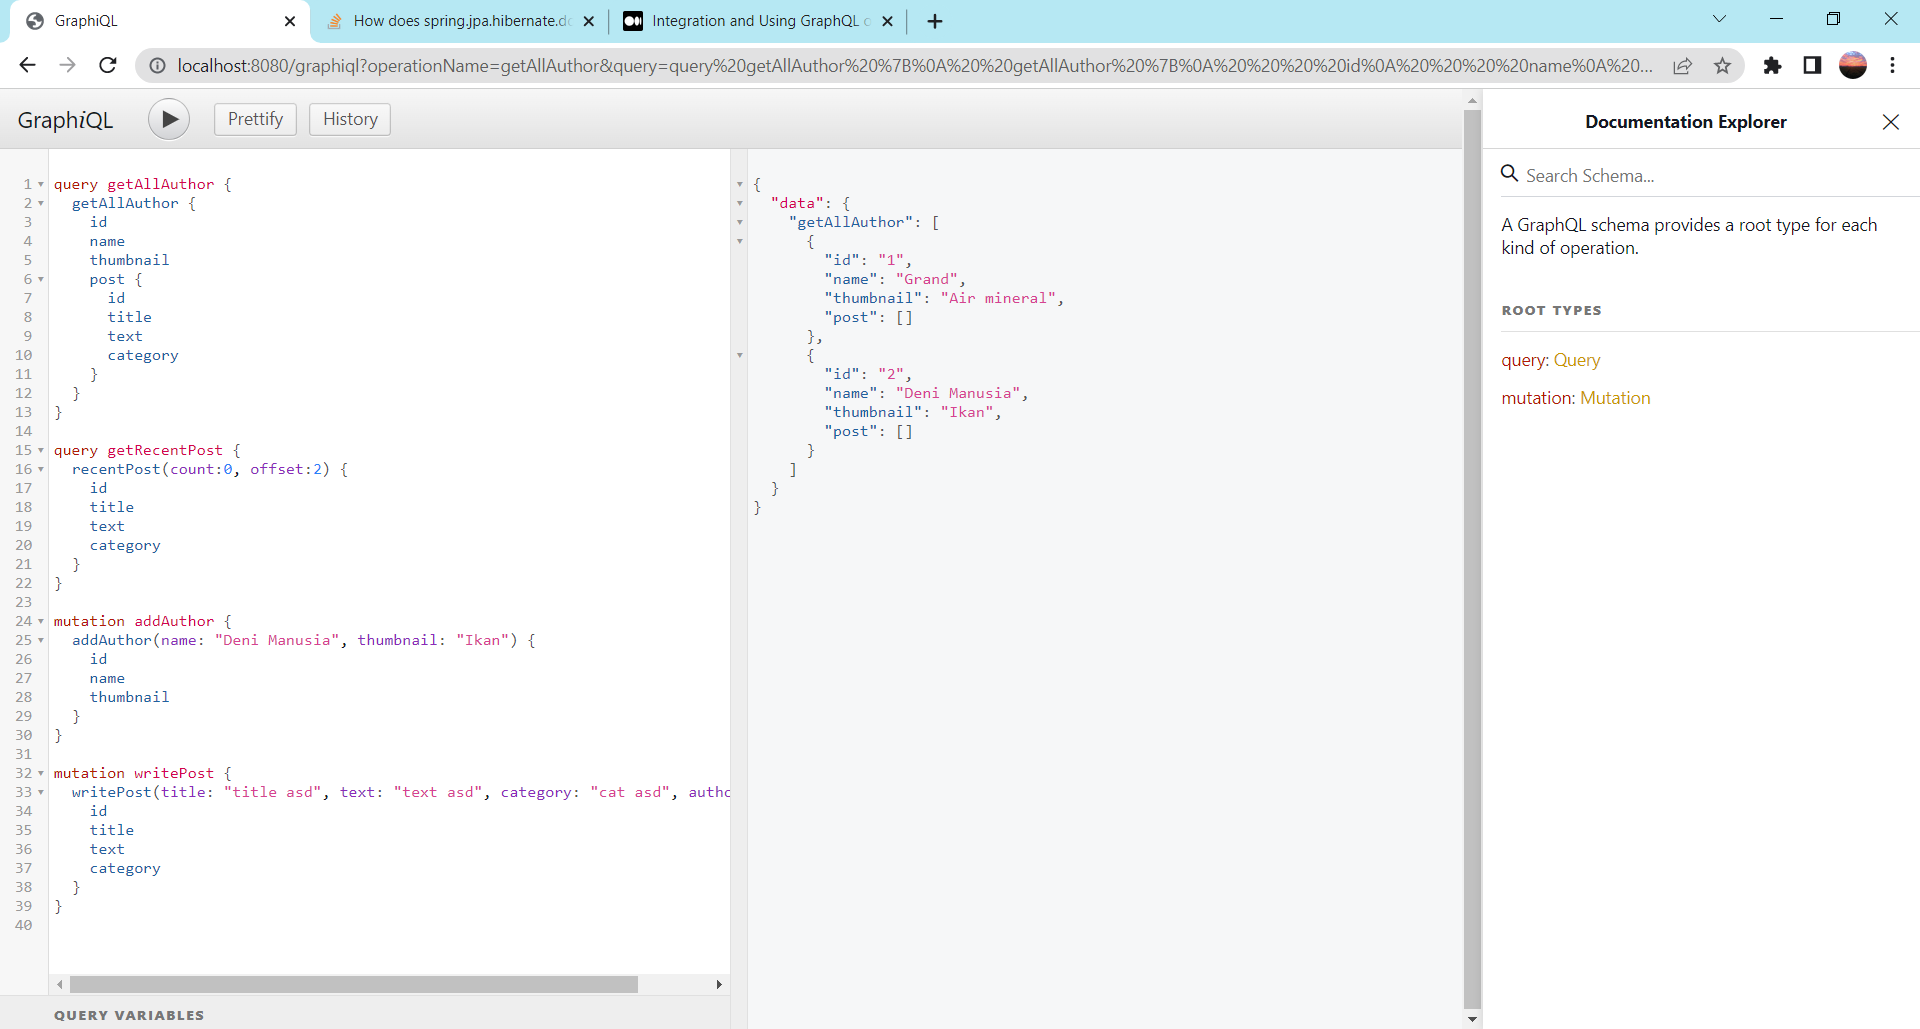 GraphiQL
How does spring.jpa.hibernate.d
Integration and Using GraphQL
localhost:8080/graphiql?operationName=getAllAuthor&query=query%20getAllAuthor%20%7B%0A%20%20getAllAuthor%20%7B%0A%20%20%20%20id%0A%20%20%20%20name%0A%20...
GraphiQL
Prettify
History
1 query getAllAuthor {
2 getAllAuthor {
3 id
4 name
5 thumbnail
6 post {
7 id
8 title
9 text
10 category
11 }
12 }
13 }
14
15 query getRecentPost {
16 recentPost(count:0, offset:2) {
17 id
18 title
19 text
20 category
21 }
22 }
23
24 mutation addAuthor {
25 addAuthor(name: "Deni Manusia", thumbnail: "Ikan") {
26 id
27 name
28 thumbnail
29 }
30 }
31
32 mutation writePost {
33 writePost(title: "title asd", text: "text asd", category: "cat asd", autho
34 id
35 title
36 text
37 category
38 }
39 }
40
QUERY VARIABLES
{
"data": {
"getAllAuthor": [
{
"id": "1",
"name": "Grand",
"thumbnail": "Air mineral",
"post": []
},
{
"id": "2",
"name": "Deni Manusia",
"thumbnail": "Ikan",
"post": []
}
]
}
}
Documentation Explorer
Search Schema...
A GraphQL schema provides a root type for each
kind of operation.
ROOT TYPES
query: Query
mutation: Mutation